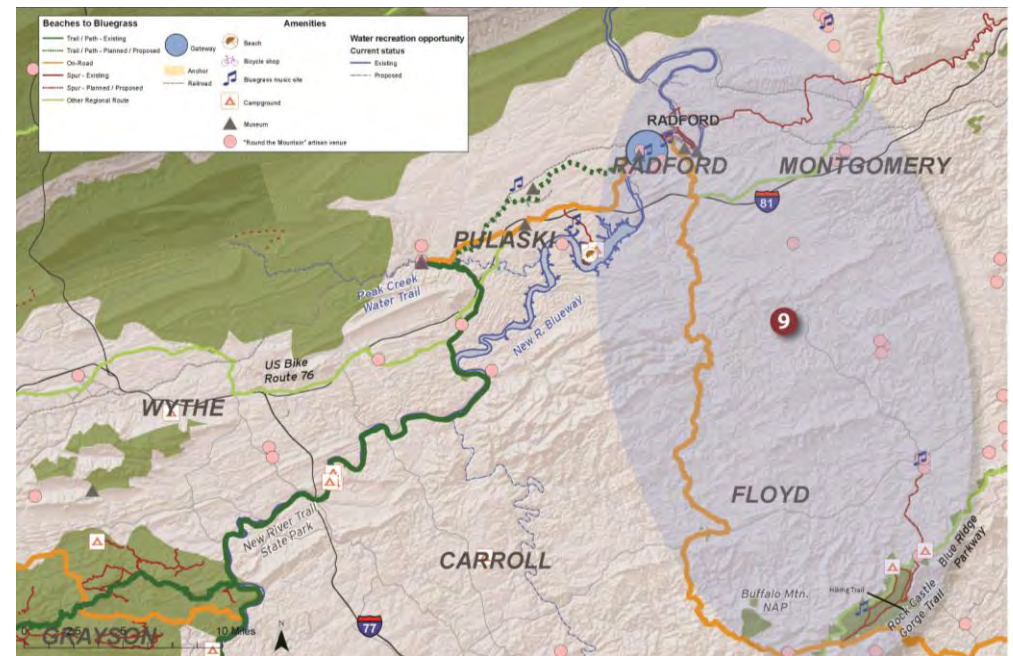 Beaches to Bluegrass
Trail / Path - Existing
Trail / Path - Planned / Proposed
On-Road
Spur - Existing
Spur - Planned / Proposed
Other Regional Route
Gateway
Anchor
Railroad
Amenities
Beach
Bicycle shop
Bluegrass music site
Campground
Museum
"Round the Mountain" artisan venue
Water recreation opportunity
Current status
Existing
Proposed
RADFORD
RADFORD
MONTGOMERY
81
PULASKI
Peak Creek
Water Trail
New R. Blueway
9
US Bike
Route 76
WYTHE
FLOYD
New River Trail
State Park
CARROLL
Blue Ridge
Parkway
Buffalo Mtn.
NAP
Hiking Trail
Rock Castle
Gorge Trail
GRAYSON
0 2.5 5 10 Miles
N
77